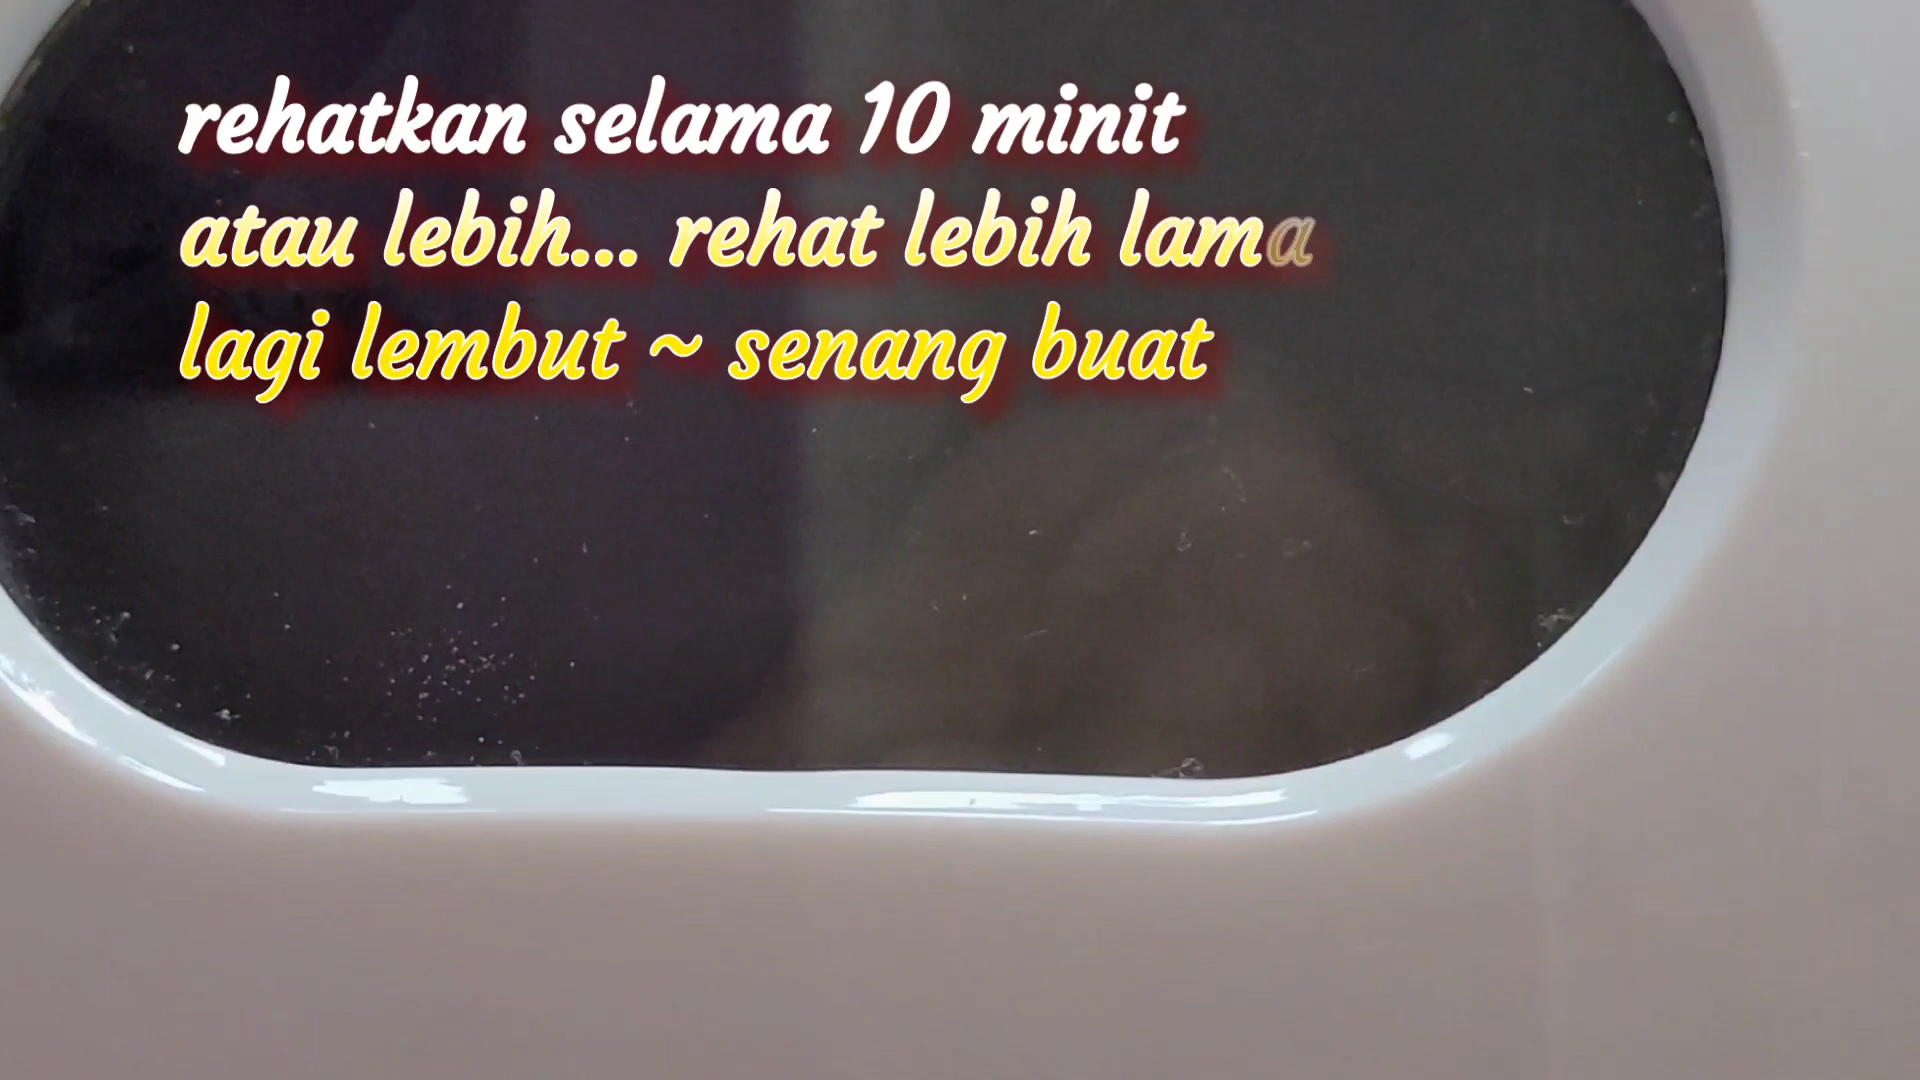 rehatkan selama 10 minit
atau lebih... rehat lebih lama
lagi lembut ~ senang buat